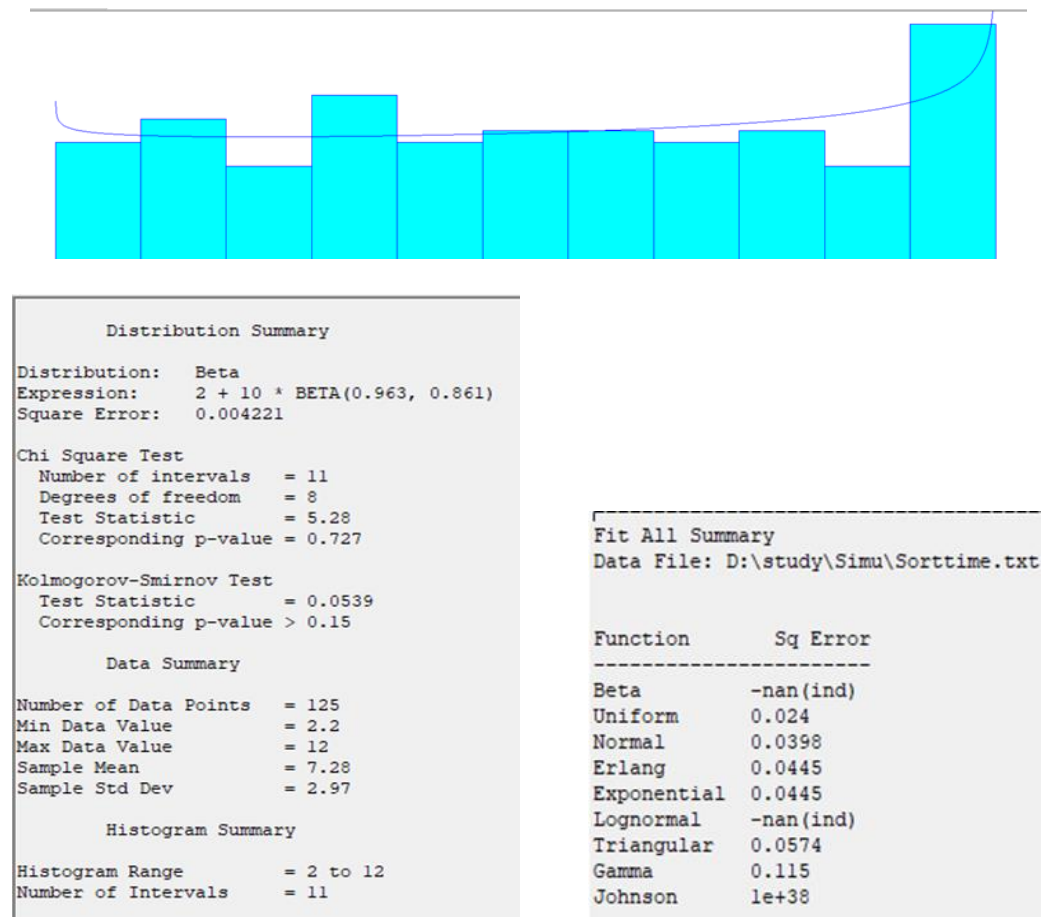 Distribution Summary
Distribution: Beta
Expression: 2 + 10 * BETA(0.963, 0.861)
Square Error: 0.004221
Chi Square Test
Number of intervals = 11
Degrees of freedom = 8
Test Statistic = 5.28
Corresponding p-value = 0.727
Kolmogorov-Smirnov Test
Test Statistic = 0.0539
Corresponding p-value > 0.15
Data Summary
Number of Data Points = 125
Min Data Value = 2.2
Max Data Value = 12
Sample Mean = 7.28
Sample Std Dev = 2.97
Histogram Summary
Histogram Range = 2 to 12
Number of Intervals = 11
Fit All Summary
Data File: D:\study\Simu\Sorttime.txt
Function Sq Error
-----------------------
Beta -nan(ind)
Uniform 0.024
Normal 0.0398
Erlang 0.0445
Exponential 0.0445
Lognormal -nan(ind)
Triangular 0.0574
Gamma 0.115
Johnson 1e+38